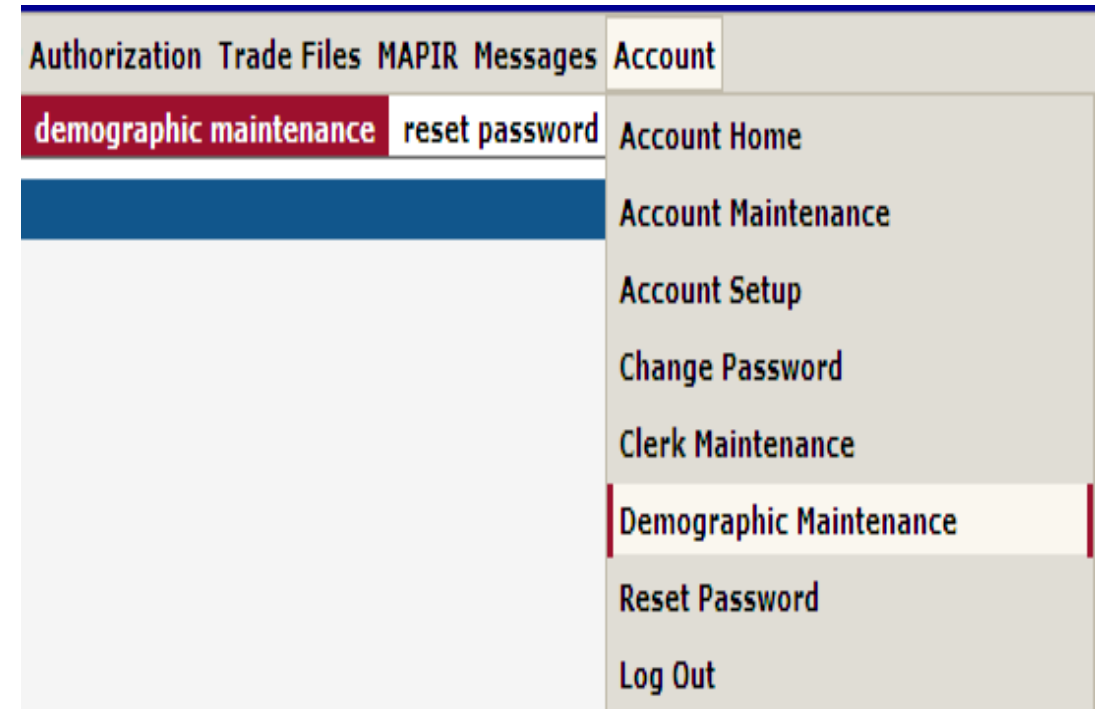 Authorization Trade Files MAPIR Messages Account
demographic maintenance reset password
Account Home
Account Maintenance
Account Setup
Change Password
Clerk Maintenance
Demographic Maintenance
Reset Password
Log Out